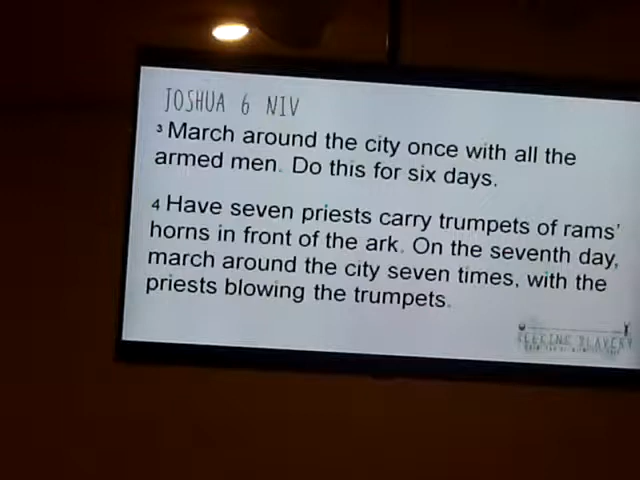 JOSHUA 6 NIV
3 March around the city once with all the
armed men. Do this for six days.
4 Have seven priests carry trumpets of rams'
horns in front of the ark. On the seventh day,
march around the city seven times, with the
priests blowing the trumpets.